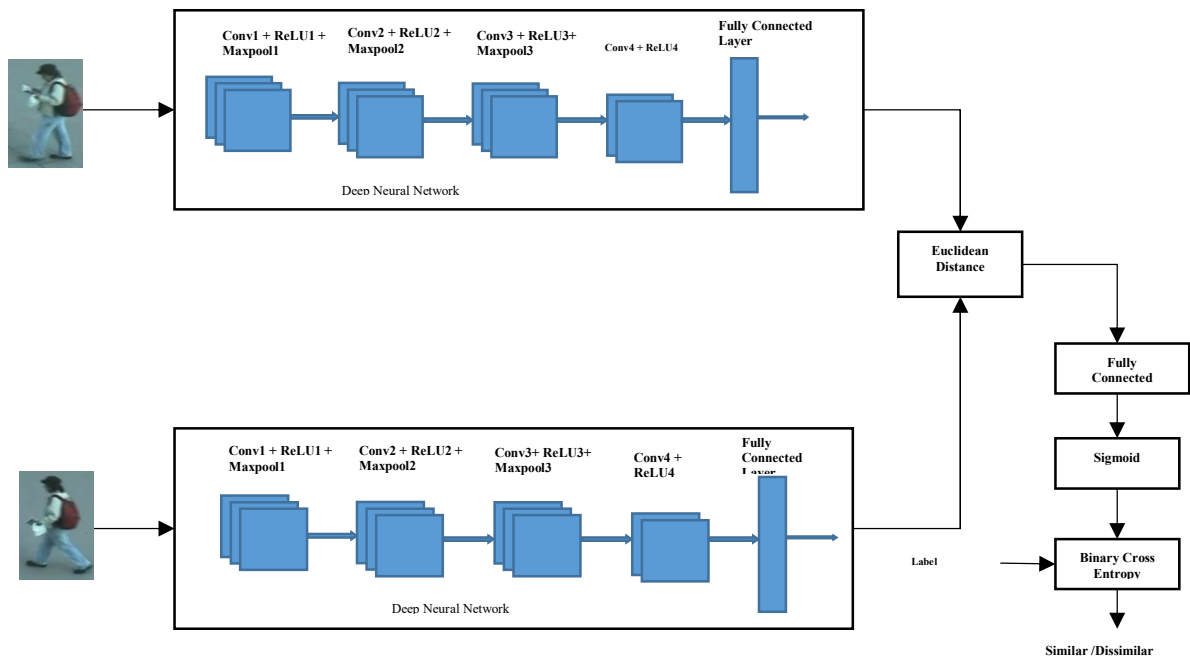 Conv1 + ReLU1 +
Maxpool1
Conv2 + ReLU2 +
Maxpool2
Conv3 + ReLU3+
Maxpool3
Conv4 + ReLU4
Fully Connected
Layer
Deep Neural Network
Euclidean
Distance
Fully
Connected
Sigmoid
Conv1 + ReLU1 +
Maxpool1
Conv2 + ReLU2 +
Maxpool2
Conv3+ ReLU3+
Maxpool3
Conv4 +
ReLU4
Fully
Connected
Layer
Deep Neural Network
Label
Binary Cross
Entropy
Similar /Dissimilar